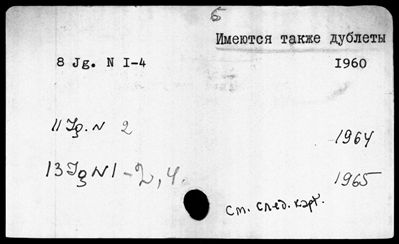 6
Имеются также дублеты
8 Jg. N I-4 1960
11 Jg. N 2 1964
13 Jg N 1-2, 4. 1965
См. след. карт.